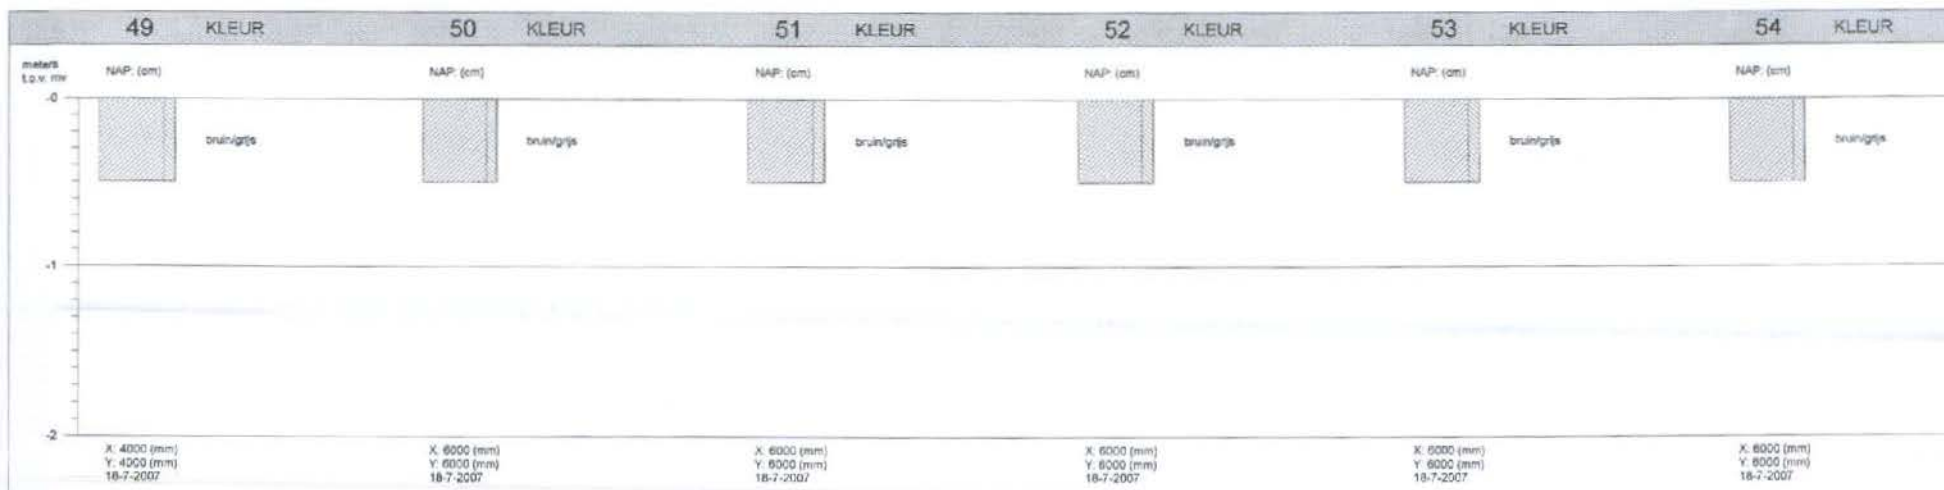 49 KLEUR 50 KLEUR 51 KLEUR 52 KLEUR 53 KLEUR 54 KLEUR
meters
t.o.v. mv
NAP: (cm) NAP: (cm) NAP: (cm) NAP: (cm) NAP: (cm) NAP: (cm)
-0
bruin/grijs bruin/grijs bruin/grijs bruin/grijs bruin/grijs bruin/grijs
-1
-2
X: 4000 (mm) X: 6000 (mm) X: 6000 (mm) X: 6000 (mm) X: 6000 (mm) X: 6000 (mm)
Y: 4000 (mm) Y: 6000 (mm) Y: 6000 (mm) Y: 6000 (mm) Y: 6000 (mm) Y: 6000 (mm)
18-7-2007 18-7-2007 18-7-2007 18-7-2007 18-7-2007 18-7-2007